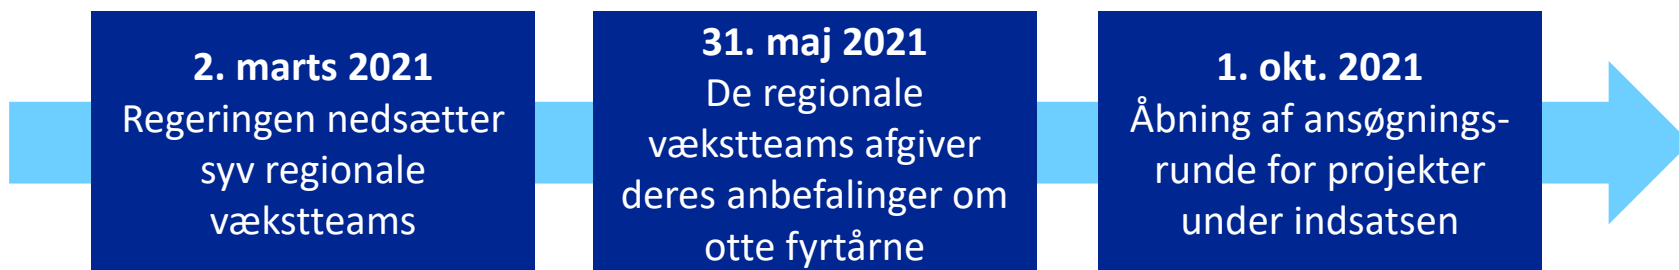 2. marts 2021
Regeringen nedsætter
syv regionale
vækstteams
31. maj 2021
De regionale
vækstteams afgiver
deres anbefalinger om
otte fyrtårne
1. okt. 2021
Åbning af ansøgnings-
runde for projekter
under indsatsen